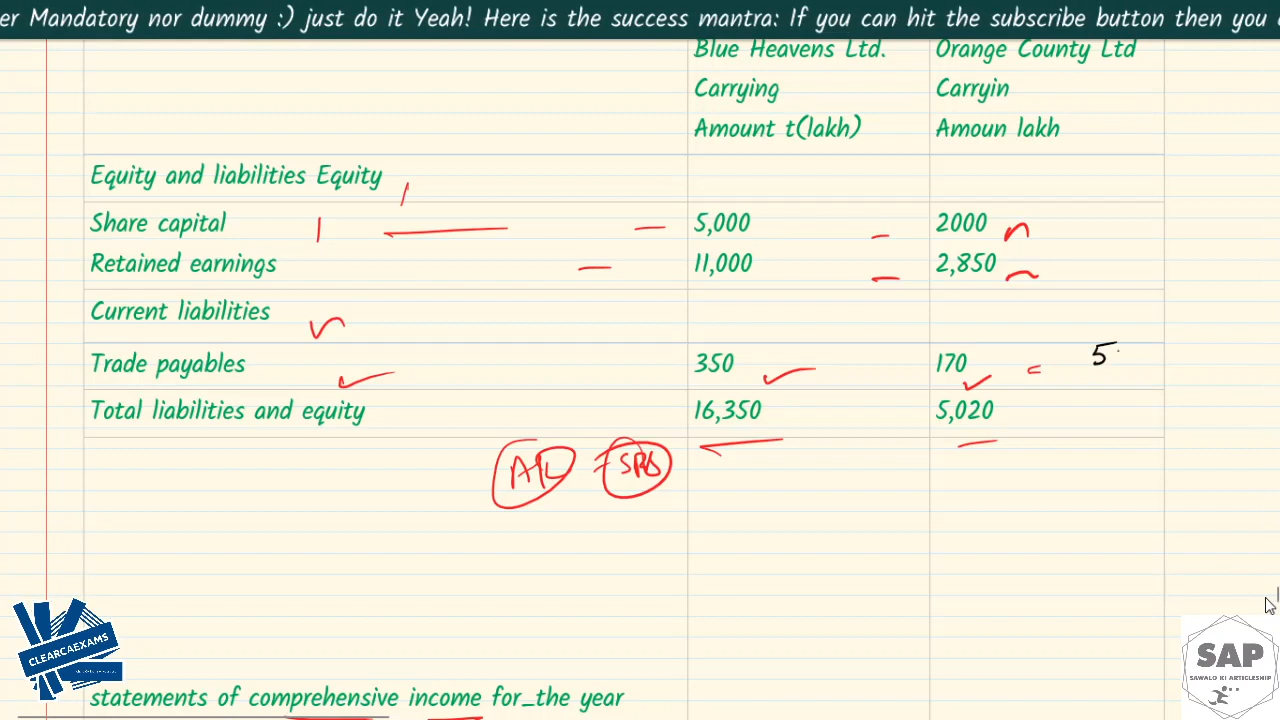 er Mandatory nor dummy :) just do it Yeah! Here is the success mantra: If you can hit the subscribe button then you
Blue Heavens Ltd. Orange County Ltd
Carrying Carryin
Amount t(lakh) Amoun lakh
Equity and liabilities Equity
Share capital 5,000 2000
Retained earnings 11,000 2,850
Current liabilities
Trade payables 350 170 = 5
Total liabilities and equity 16,350 5,020
statements of comprehensive income for_the year
CLEARCAEXAMS
SAP
SAWALO KI ARTICLESHIP